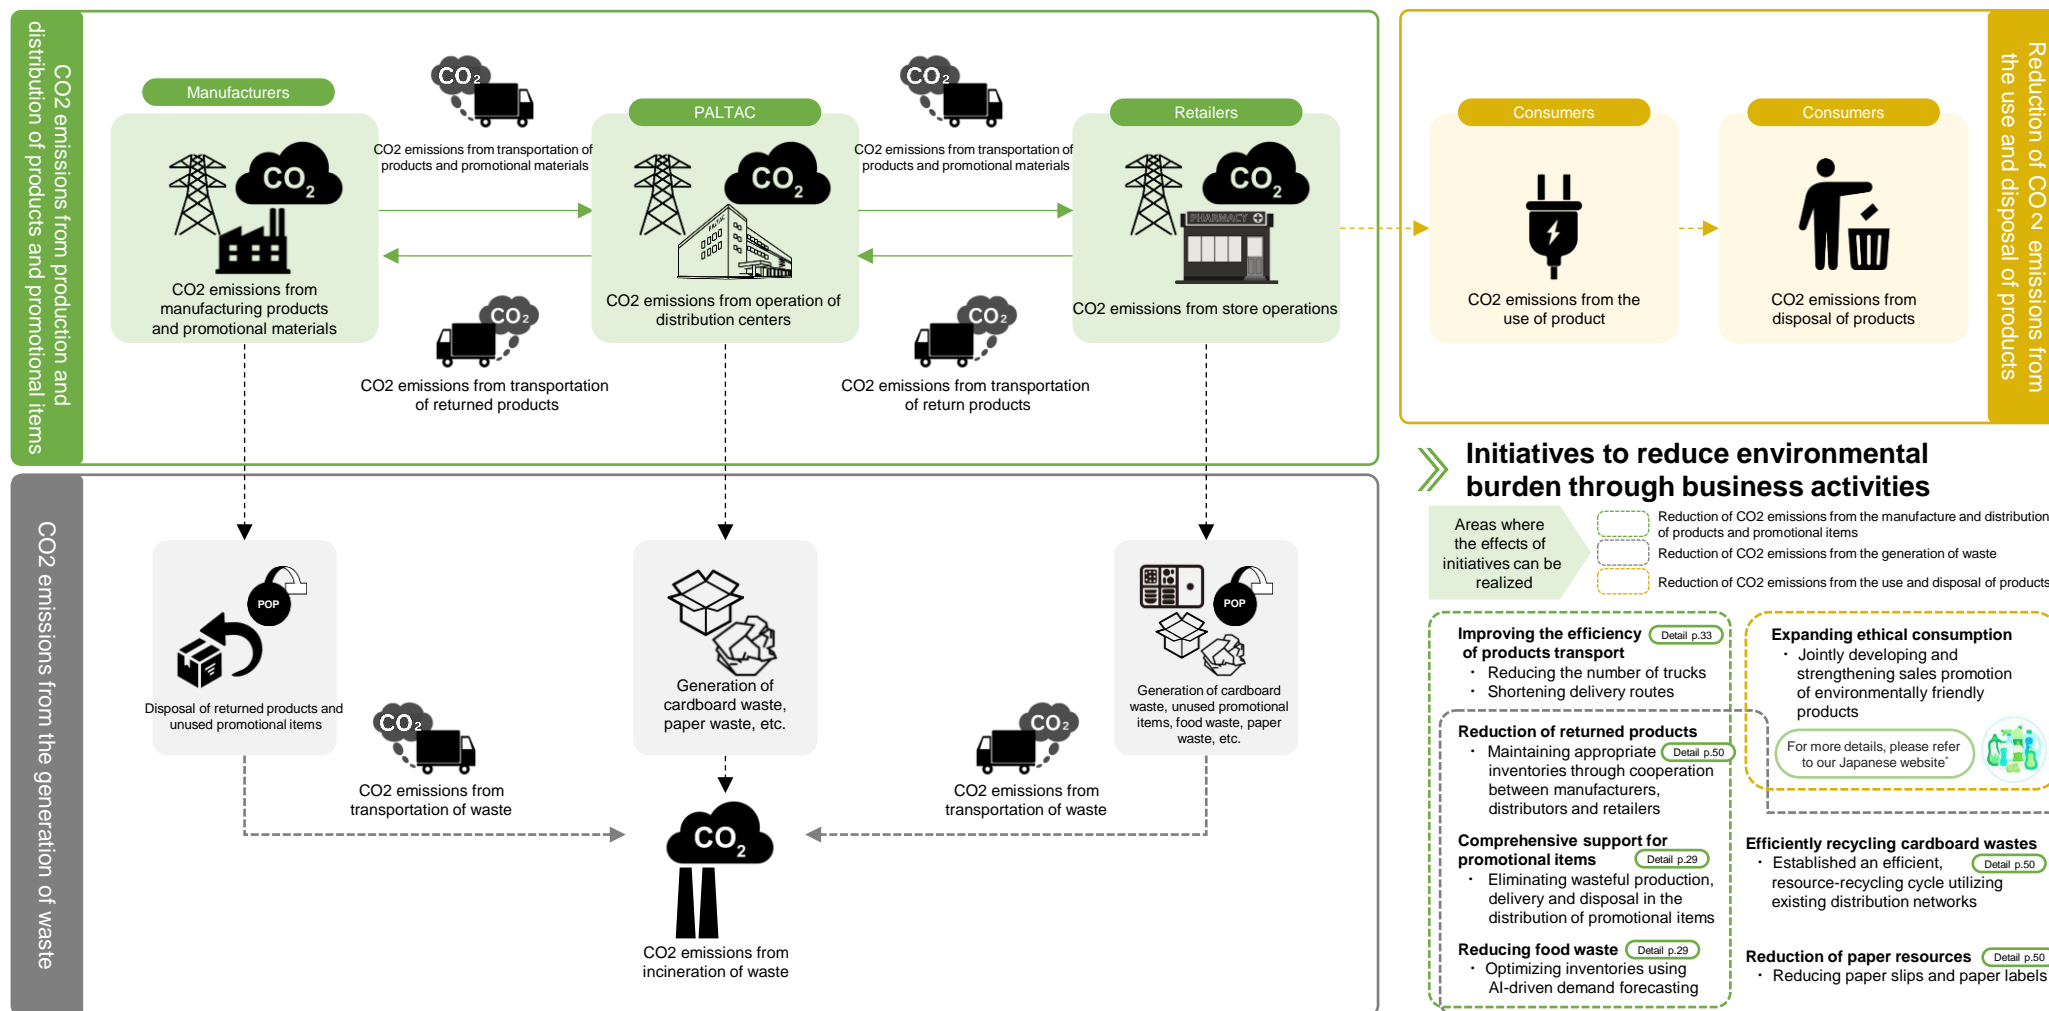 CO2 emissions from production and
distribution of products and promotional items
Manufacturers
CO2
CO2 emissions from
manufacturing products
and promotional materials
CO2
CO2 emissions from transportation of
products and promotional materials
CO2
CO2 emissions from transportation
of returned products
PALTAC
CO2
PALTAC
CO2 emissions from operation of
distribution centers
CO2
CO2 emissions from transportation of
products and promotional materials
CO2
CO2 emissions from transportation
of return products
Retailers
CO2
PHARMACY
CO2 emissions from store operations
Reduction of CO2 emissions from
the use and disposal of products
Consumers
CO2 emissions from the
use of product
Consumers
CO2 emissions from
disposal of products
CO2 emissions from the generation of waste
POP
Disposal of returned products and
unused promotional items
CO2
CO2 emissions from
transportation of waste
Generation of
cardboard waste,
paper waste, etc.
CO2
CO2 emissions from
incineration of waste
CO2
CO2 emissions from
transportation of waste
POP
Generation of cardboard
waste, unused promotional
items, food waste, paper
waste, etc.
Initiatives to reduce environmental
burden through business activities
Areas where
the effects of
initiatives can be
realized
Reduction of CO2 emissions from the manufacture and distribution
of products and promotional items
Reduction of CO2 emissions from the generation of waste
Reduction of CO2 emissions from the use and disposal of products
Improving the efficiency Detail p.33
of products transport
・ Reducing the number of trucks
・ Shortening delivery routes
Reduction of returned products
・ Maintaining appropriate Detail p.50
inventories through cooperation
between manufacturers,
distributors and retailers
Comprehensive support for
promotional items Detail p.29
・ Eliminating wasteful production,
delivery and disposal in the
distribution of promotional items
Reducing food waste Detail p.29
・ Optimizing inventories using
AI-driven demand forecasting
Expanding ethical consumption
・ Jointly developing and
strengthening sales promotion
of environmentally friendly
products
For more details, please refer
to our Japanese website*
Efficiently recycling cardboard wastes
・ Established an efficient, Detail p.50
resource-recycling cycle utilizing
existing distribution networks
Reduction of paper resources Detail p.50
・ Reducing paper slips and paper labels